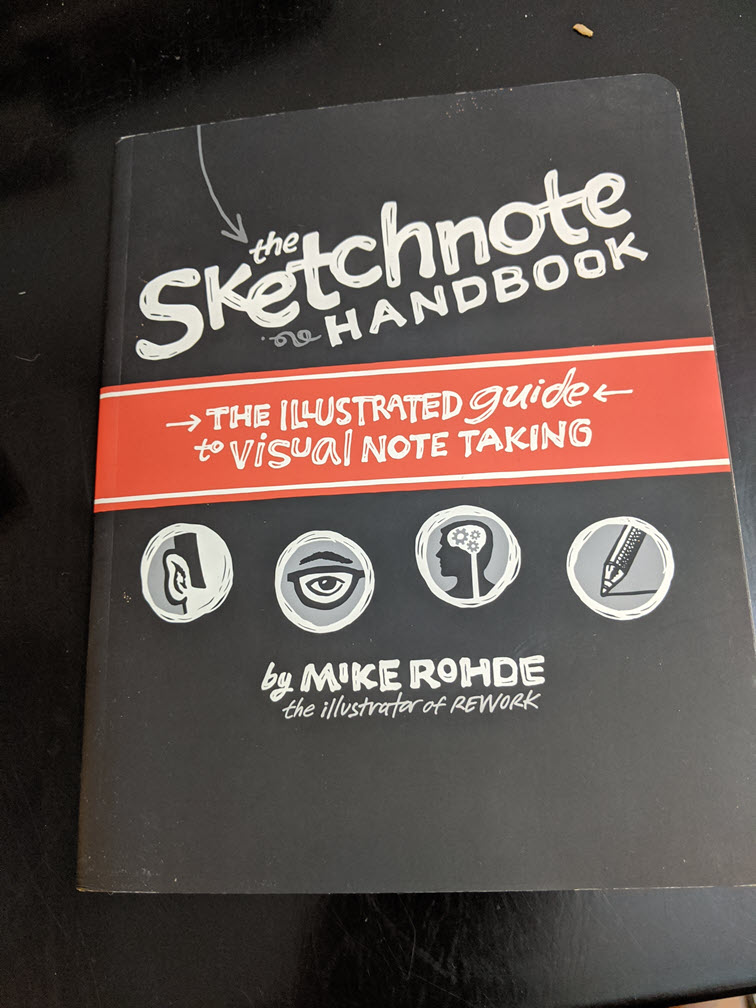 the
Sketchnote
HANDBOOK
THE ILLUSTRATED guide
to visual NOTE TAKING
by MIKE ROHDE
the illustrator of REWORK